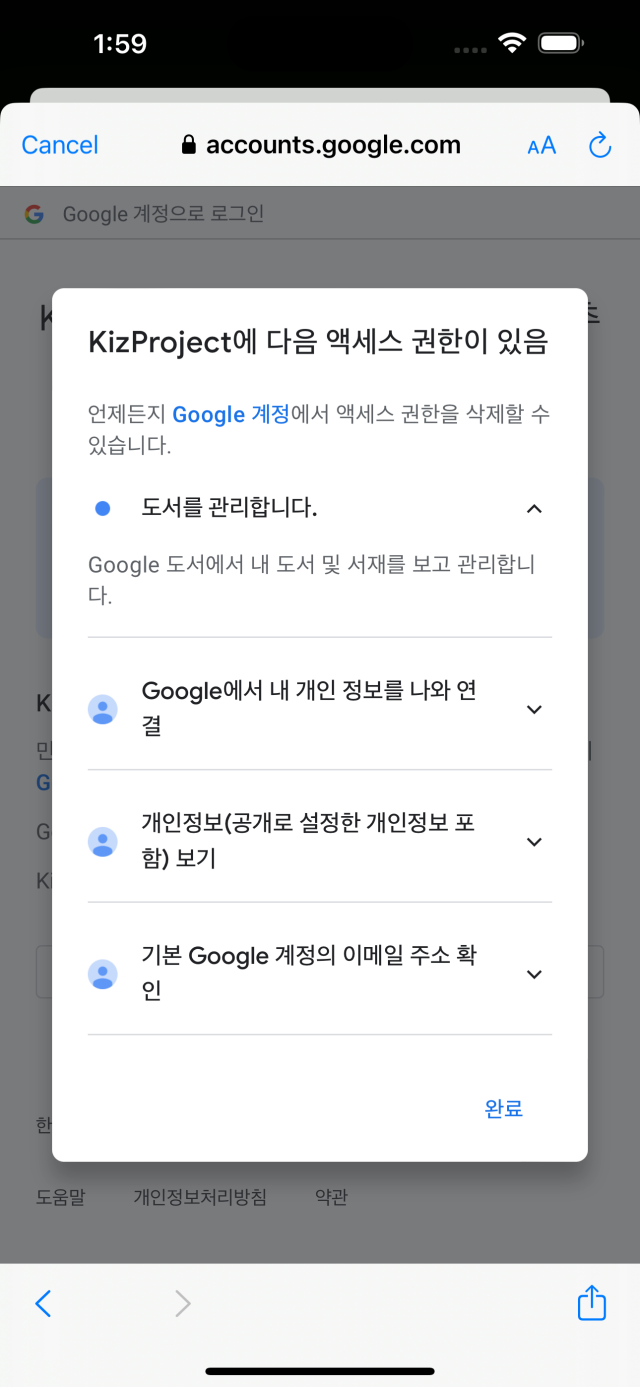 1:59
Cancel
accounts.google.com
AA
Google 계정으로 로그인
KizProject에 다음 액세스 권한이 있음
언제든지 Google 계정에서 액세스 권한을 삭제할 수
있습니다.
도서를 관리합니다.
Google 도서에서 내 도서 및 서재를 보고 관리합니
다.
Google에서 내 개인 정보를 나와 연
결
개인정보(공개로 설정한 개인정보 포
함) 보기
기본 Google 계정의 이메일 주소 확
인
완료
도움말
개인정보처리방침
약관